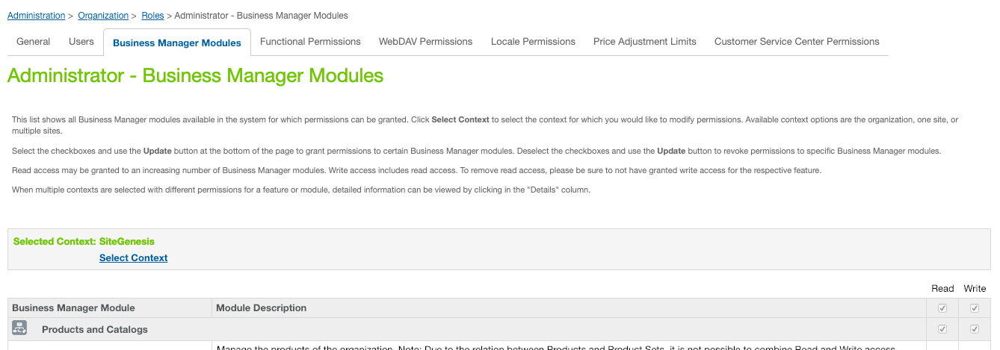 Administration > Organization > Roles > Administrator - Business Manager Modules
General Users Business Manager Modules Functional Permissions WebDAV Permissions Locale Permissions Price Adjustment Limits Customer Service Center Permissions
Administrator - Business Manager Modules
This list shows all Business Manager modules available in the system for which permissions can be granted. Click Select Context to select the context for which you would like to modify permissions. Available context options are the organization, one site, or
multiple sites.
Select the checkboxes and use the Update button at the bottom of the page to grant permissions to certain Business Manager modules. Deselect the checkboxes and use the Update button to revoke permissions to specific Business Manager modules.
Read access may be granted to an increasing number of Business Manager modules. Write access includes read access. To remove read access, please be sure to not have granted write access for the respective feature.
When multiple contexts are selected with different permissions for a feature or module, detailed information can be viewed by clicking in the "Details" column.
Selected Context: SiteGenesis
Select Context
Read Write
Business Manager Module Module Description
Products and Catalogs
Manage the products of the organization. Note: Due to the relation between Products and Product Sets, it is not possible to combine Read and Write access